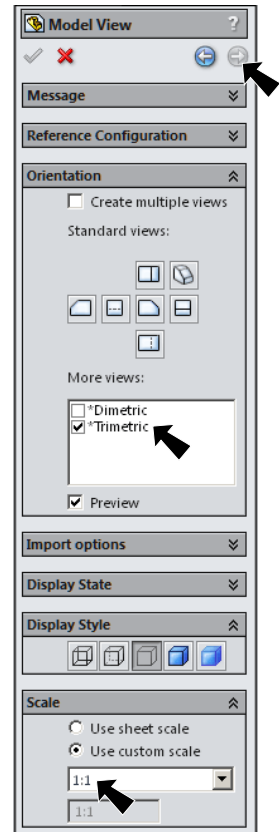 Model View ?
Message
Reference Configuration
Orientation
Create multiple views
Standard views:
More views:
*Dimetric
*Trimetric
Preview
Import options
Display State
Display Style
Scale
Use sheet scale
Use custom scale
1:1
1:1